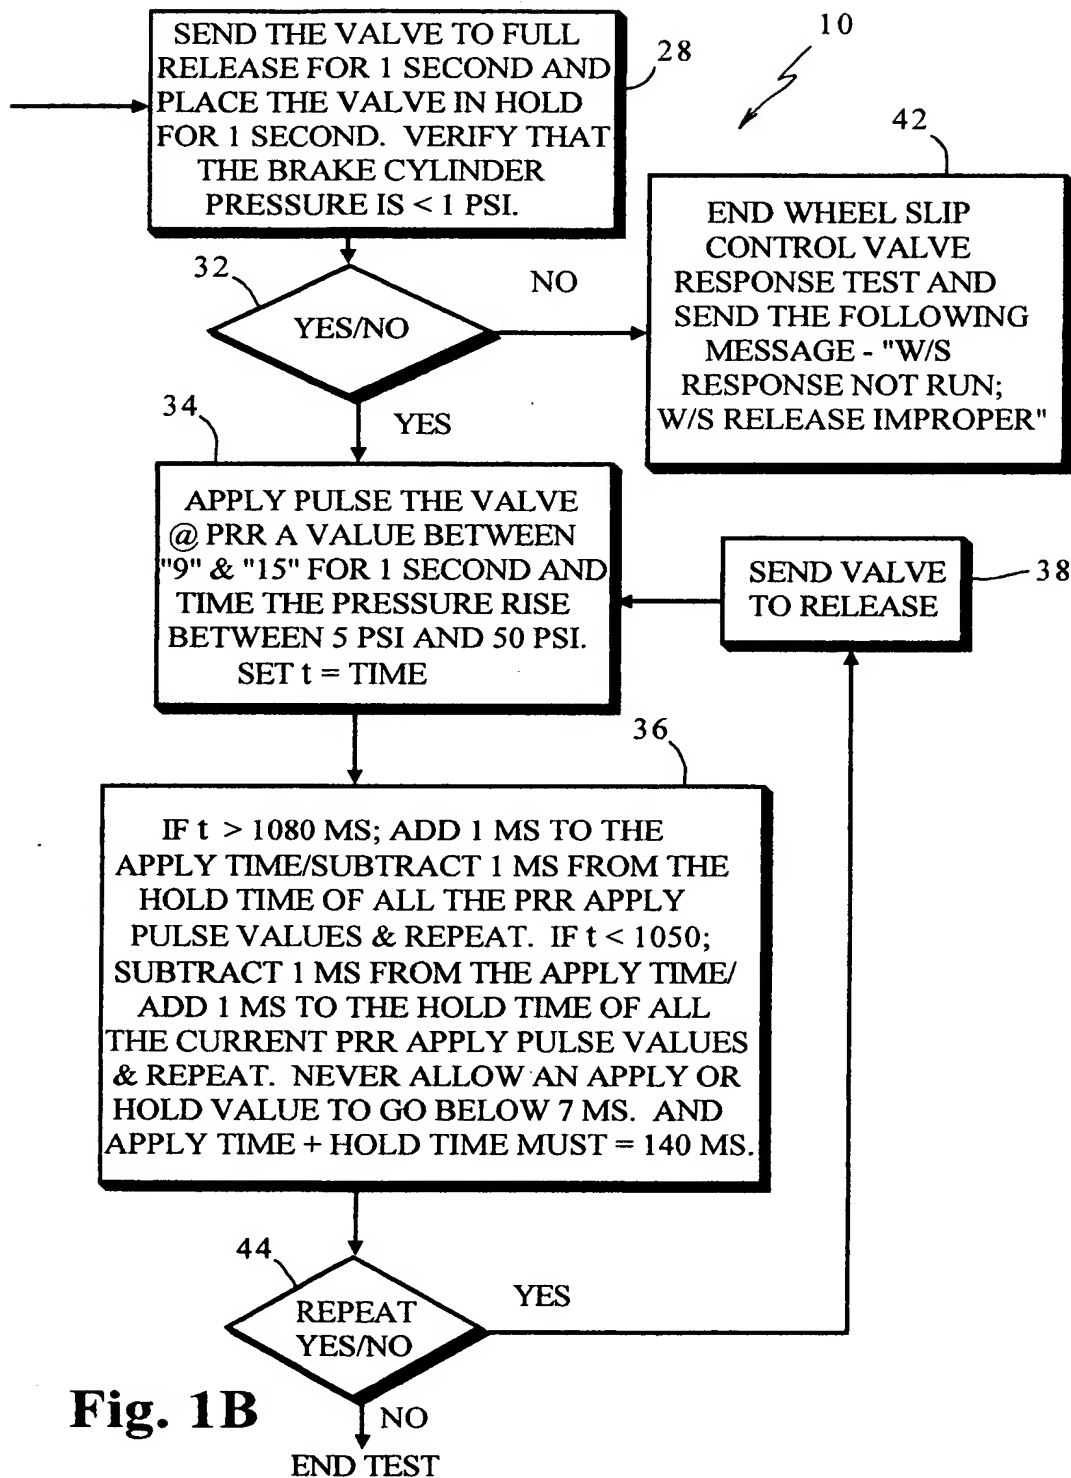 SEND THE VALVE TO FULL
RELEASE FOR 1 SECOND AND
PLACE THE VALVE IN HOLD
FOR 1 SECOND. VERIFY THAT
THE BRAKE CYLINDER
PRESSURE IS < 1 PSI.
28
10
42
END WHEEL SLIP
CONTROL VALVE
RESPONSE TEST AND
SEND THE FOLLOWING
MESSAGE - "W/S
RESPONSE NOT RUN;
W/S RELEASE IMPROPER"
32
YES/NO
NO
YES
34
APPLY PULSE THE VALVE
@ PRR A VALUE BETWEEN
"9" & "15" FOR 1 SECOND AND
TIME THE PRESSURE RISE
BETWEEN 5 PSI AND 50 PSI.
SET t = TIME
SEND VALVE
TO RELEASE
38
36
IF t > 1080 MS; ADD 1 MS TO THE
APPLY TIME/SUBTRACT 1 MS FROM THE
HOLD TIME OF ALL THE PRR APPLY
PULSE VALUES & REPEAT. IF t < 1050;
SUBTRACT 1 MS FROM THE APPLY TIME/
ADD 1 MS TO THE HOLD TIME OF ALL
THE CURRENT PRR APPLY PULSE VALUES
& REPEAT. NEVER ALLOW AN APPLY OR
HOLD VALUE TO GO BELOW 7 MS. AND
APPLY TIME + HOLD TIME MUST = 140 MS.
44
REPEAT
YES/NO
YES
NO
END TEST
Fig. 1B